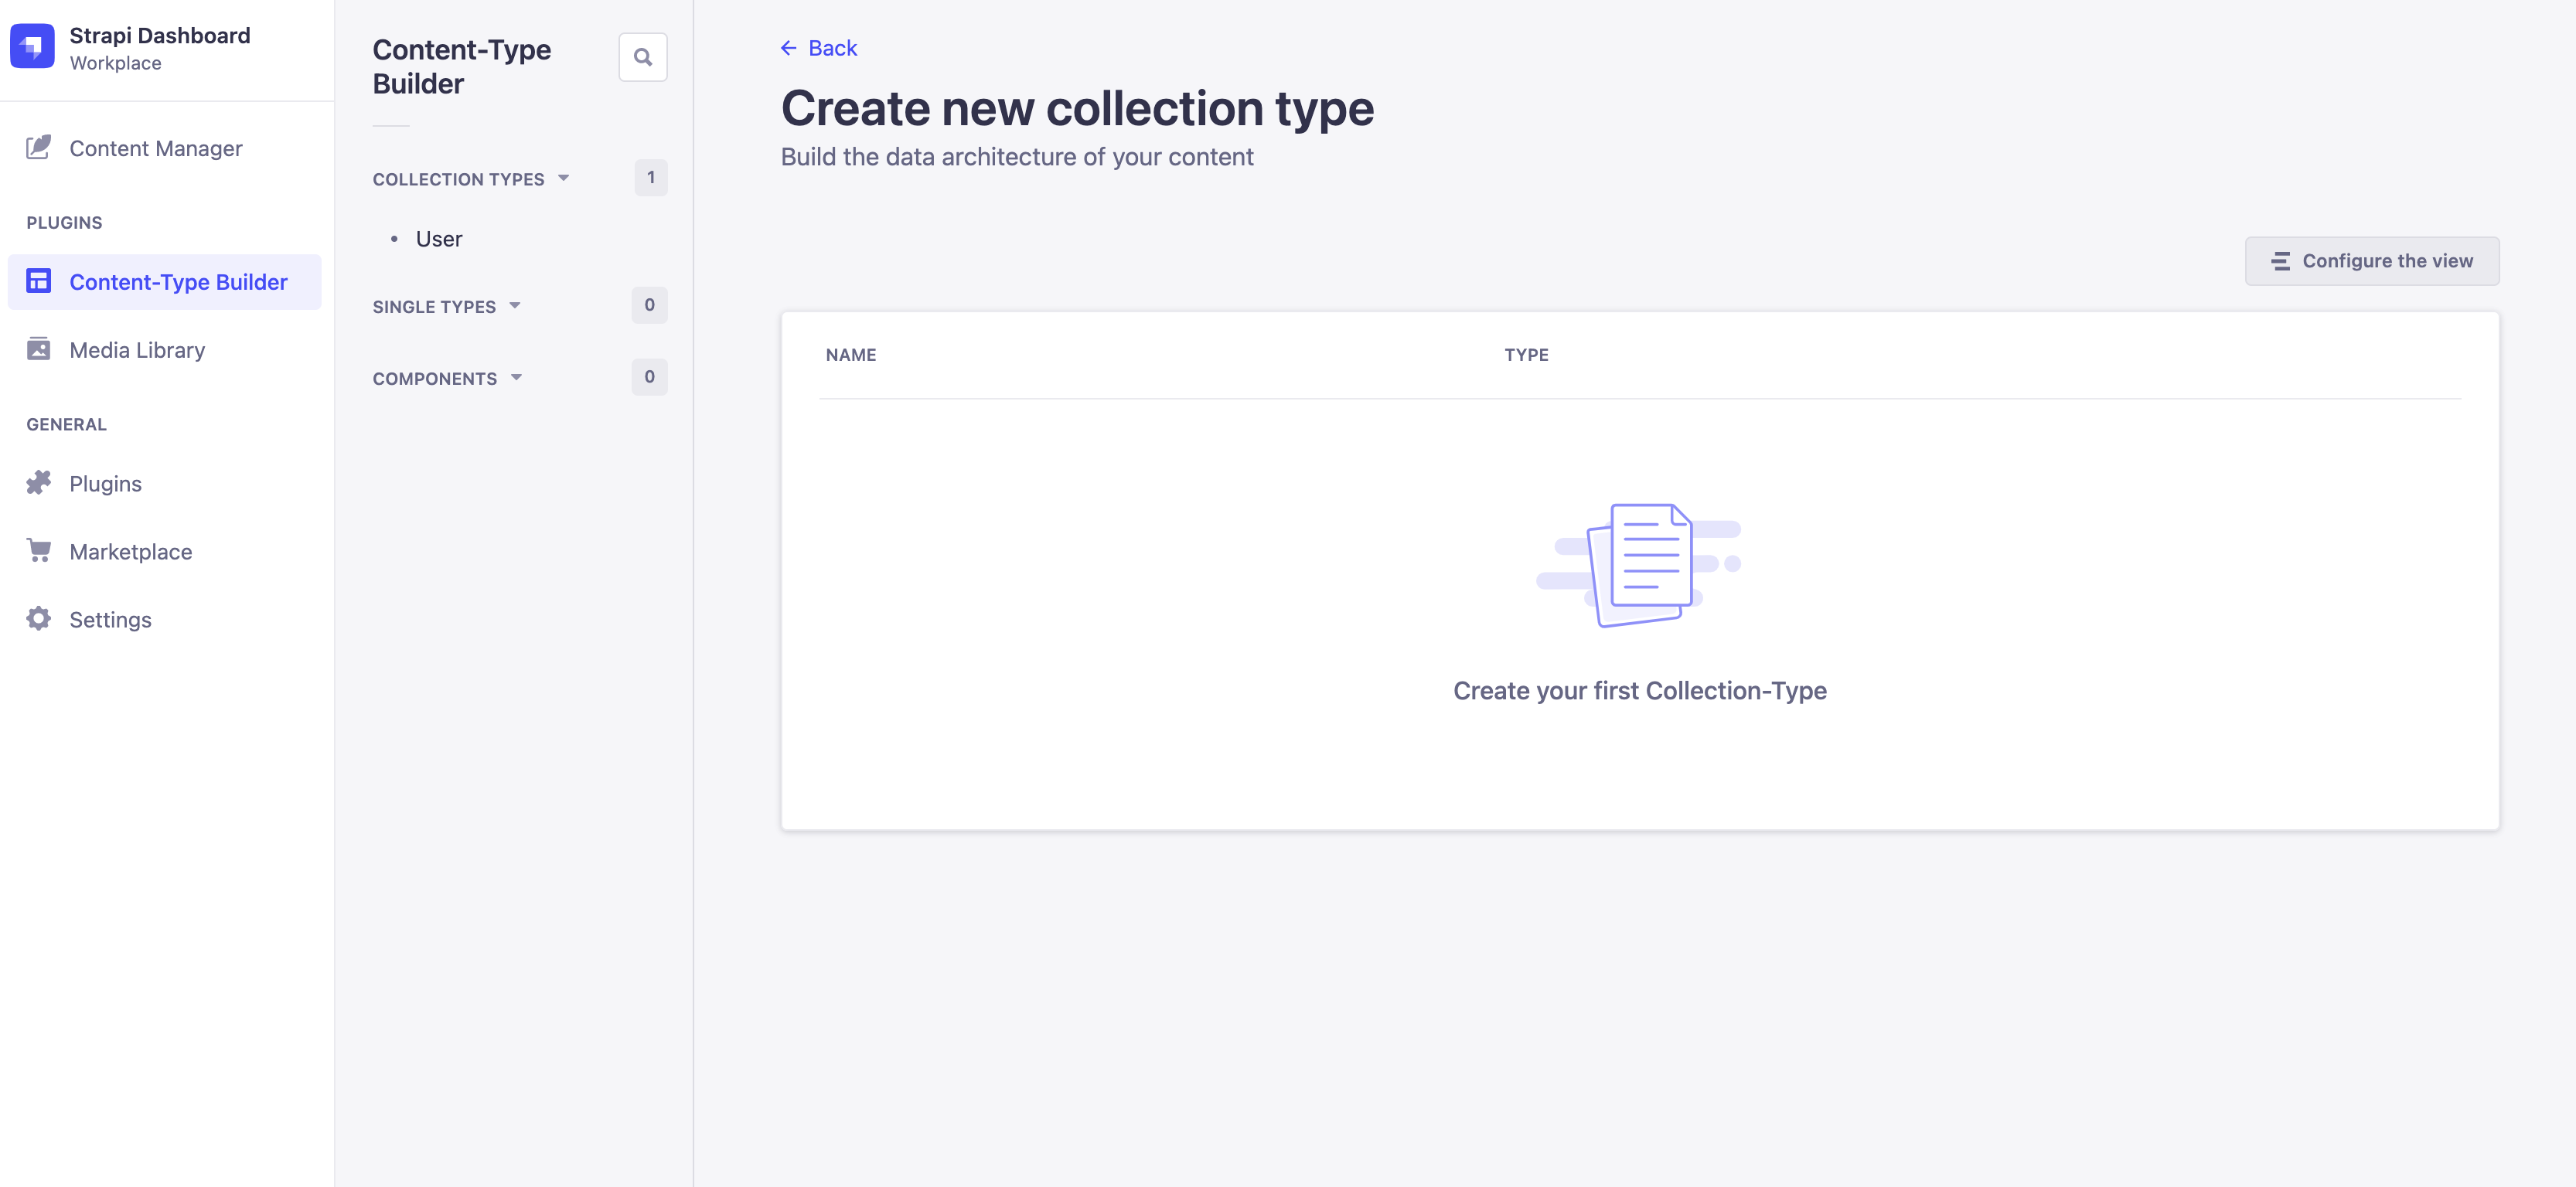 Strapi Dashboard
Workplace
Content Manager
PLUGINS
Content-Type Builder
Media Library
GENERAL
Plugins
Marketplace
Settings
Content-Type
Builder
COLLECTION TYPES 1
User
SINGLE TYPES 0
COMPONENTS 0
Back
Create new collection type
Build the data architecture of your content
Configure the view
NAME TYPE
Create your first Collection-Type